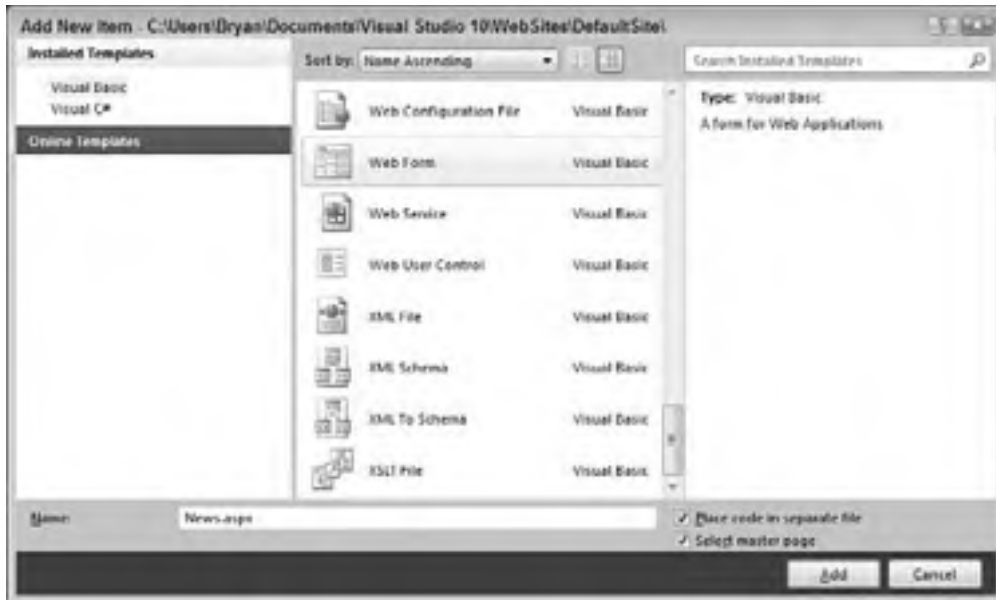 Add New Item - C:\Users\Bryan\Documents\Visual Studio 10\WebSites\DefaultSite\
Installed Templates
Visual Basic
Visual C#
Online Templates
Sort by: Name Ascending
Search Installed Templates
Web Configuration File Visual Basic
Web Form Visual Basic
Web Service Visual Basic
Web User Control Visual Basic
XML File Visual Basic
XML Schema Visual Basic
XML To Schema Visual Basic
XSLT File Visual Basic
Type: Visual Basic
A form for Web Applications
Name: News.aspx
Place code in separate file
Select master page
Add Cancel